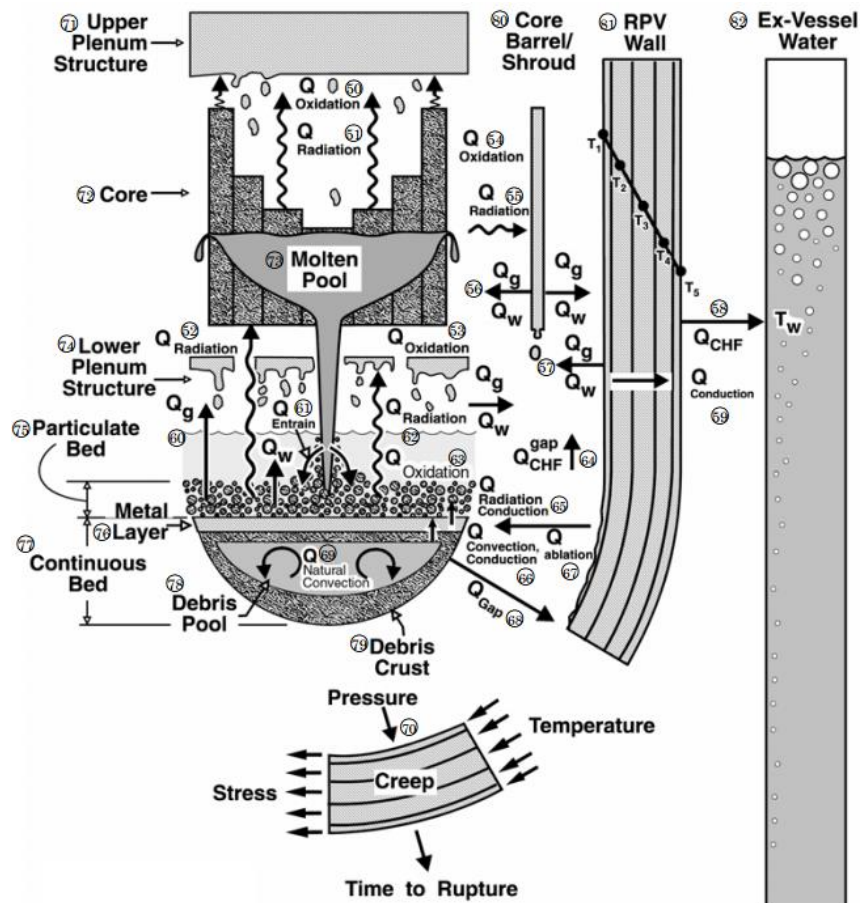 ㉛ Upper
Plenum
Structure
㊿ Q
Oxidation
Q 51
Radiation
72 Core
73
Molten
Pool
80 Core
Barrel/
Shroud
81 RPV
Wall
82 Ex-Vessel
Water
Q 54
Oxidation
Q 55
Radiation
T1
T2
T3
T4
T5
56
Qg
Qw
Qg
Qw
57
Qg
Qw
58
QCHF
Tw
Q
Conduction
59
Q 52
Radiation
Q 53
Oxidation
74 Lower
Plenum
Structure
Qg
60
Q 61
Entrain
Q
Radiation
62
Qg
Qw
75 Particulate
Bed
Qw
Q 63
Oxidation
Q gap CHF 64
Metal
76 Layer
Q
Radiation
Conduction 65
77
Continuous
Bed
Q 69
Natural
Convection
Q
Convection,
Conduction
66
Q
ablation
67
78
Debris
Pool
QGap 68
79 Debris
Crust
Pressure
70
Temperature
Creep
Stress
Time to Rupture